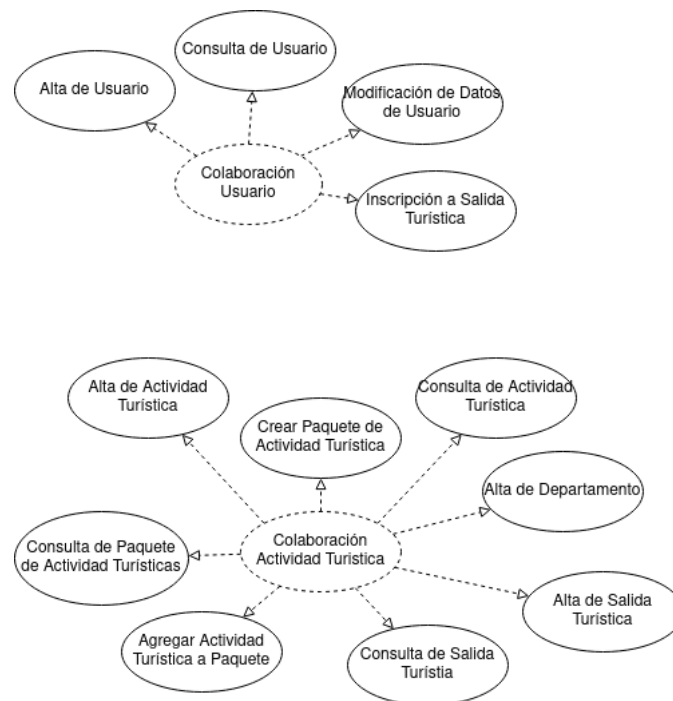 Consulta de Usuario
Alta de Usuario
Modificación de Datos
de Usuario
Colaboración
Usuario
Inscripción a Salida
Turística
Alta de Actividad
Turística
Consulta de Actividad
Turística
Crear Paquete de
Actividad Turística
Alta de Departamento
Colaboración
Actividad Turistica
Consulta de Paquete
de Actividad Turísticas
Alta de Salida
Turística
Agregar Actividad
Turística a Paquete
Consulta de Salida
Turístia